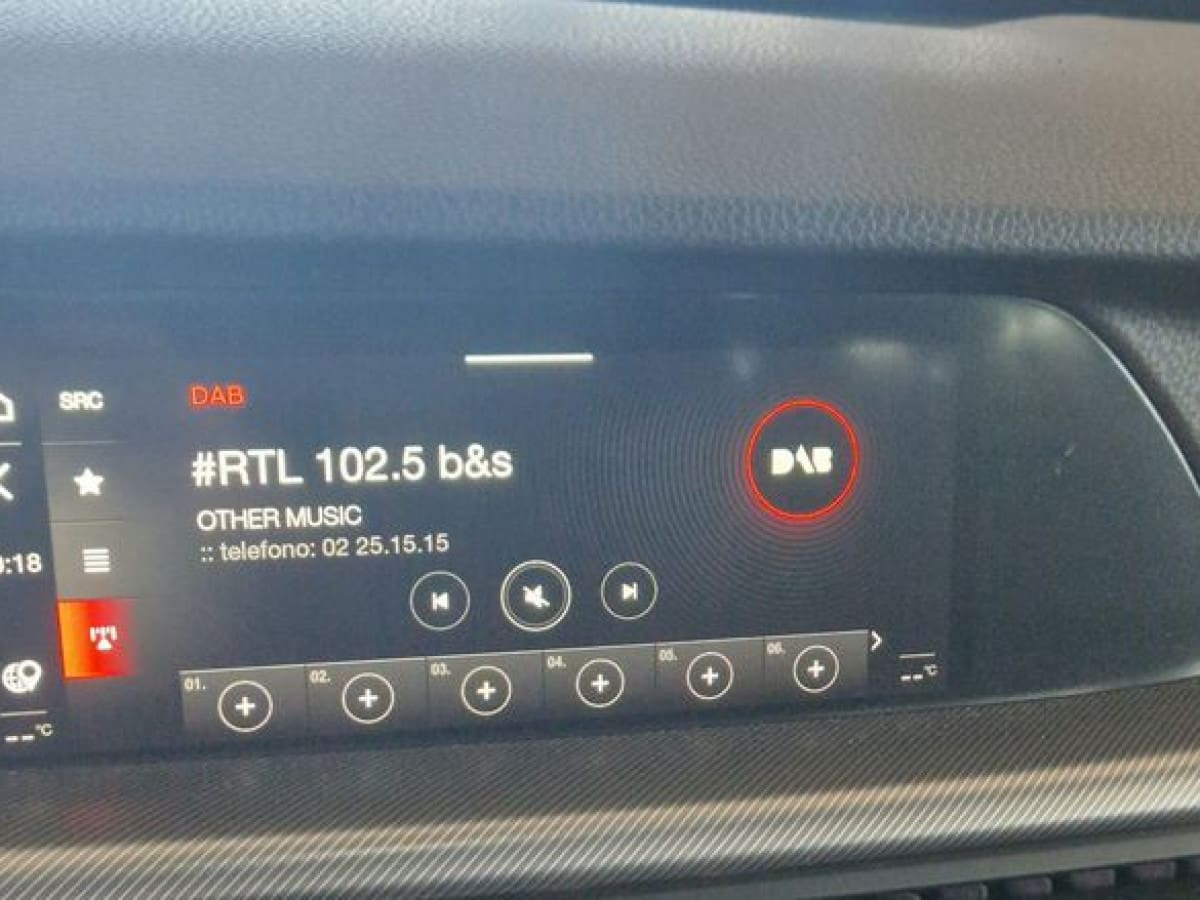 SRC
DAB
#RTL 102.5 b&s
OTHER MUSIC
:: telefono: 02 25.15.15
DAB
:18
01. 02. 03. 04. 05. 06.
--°C
--°C